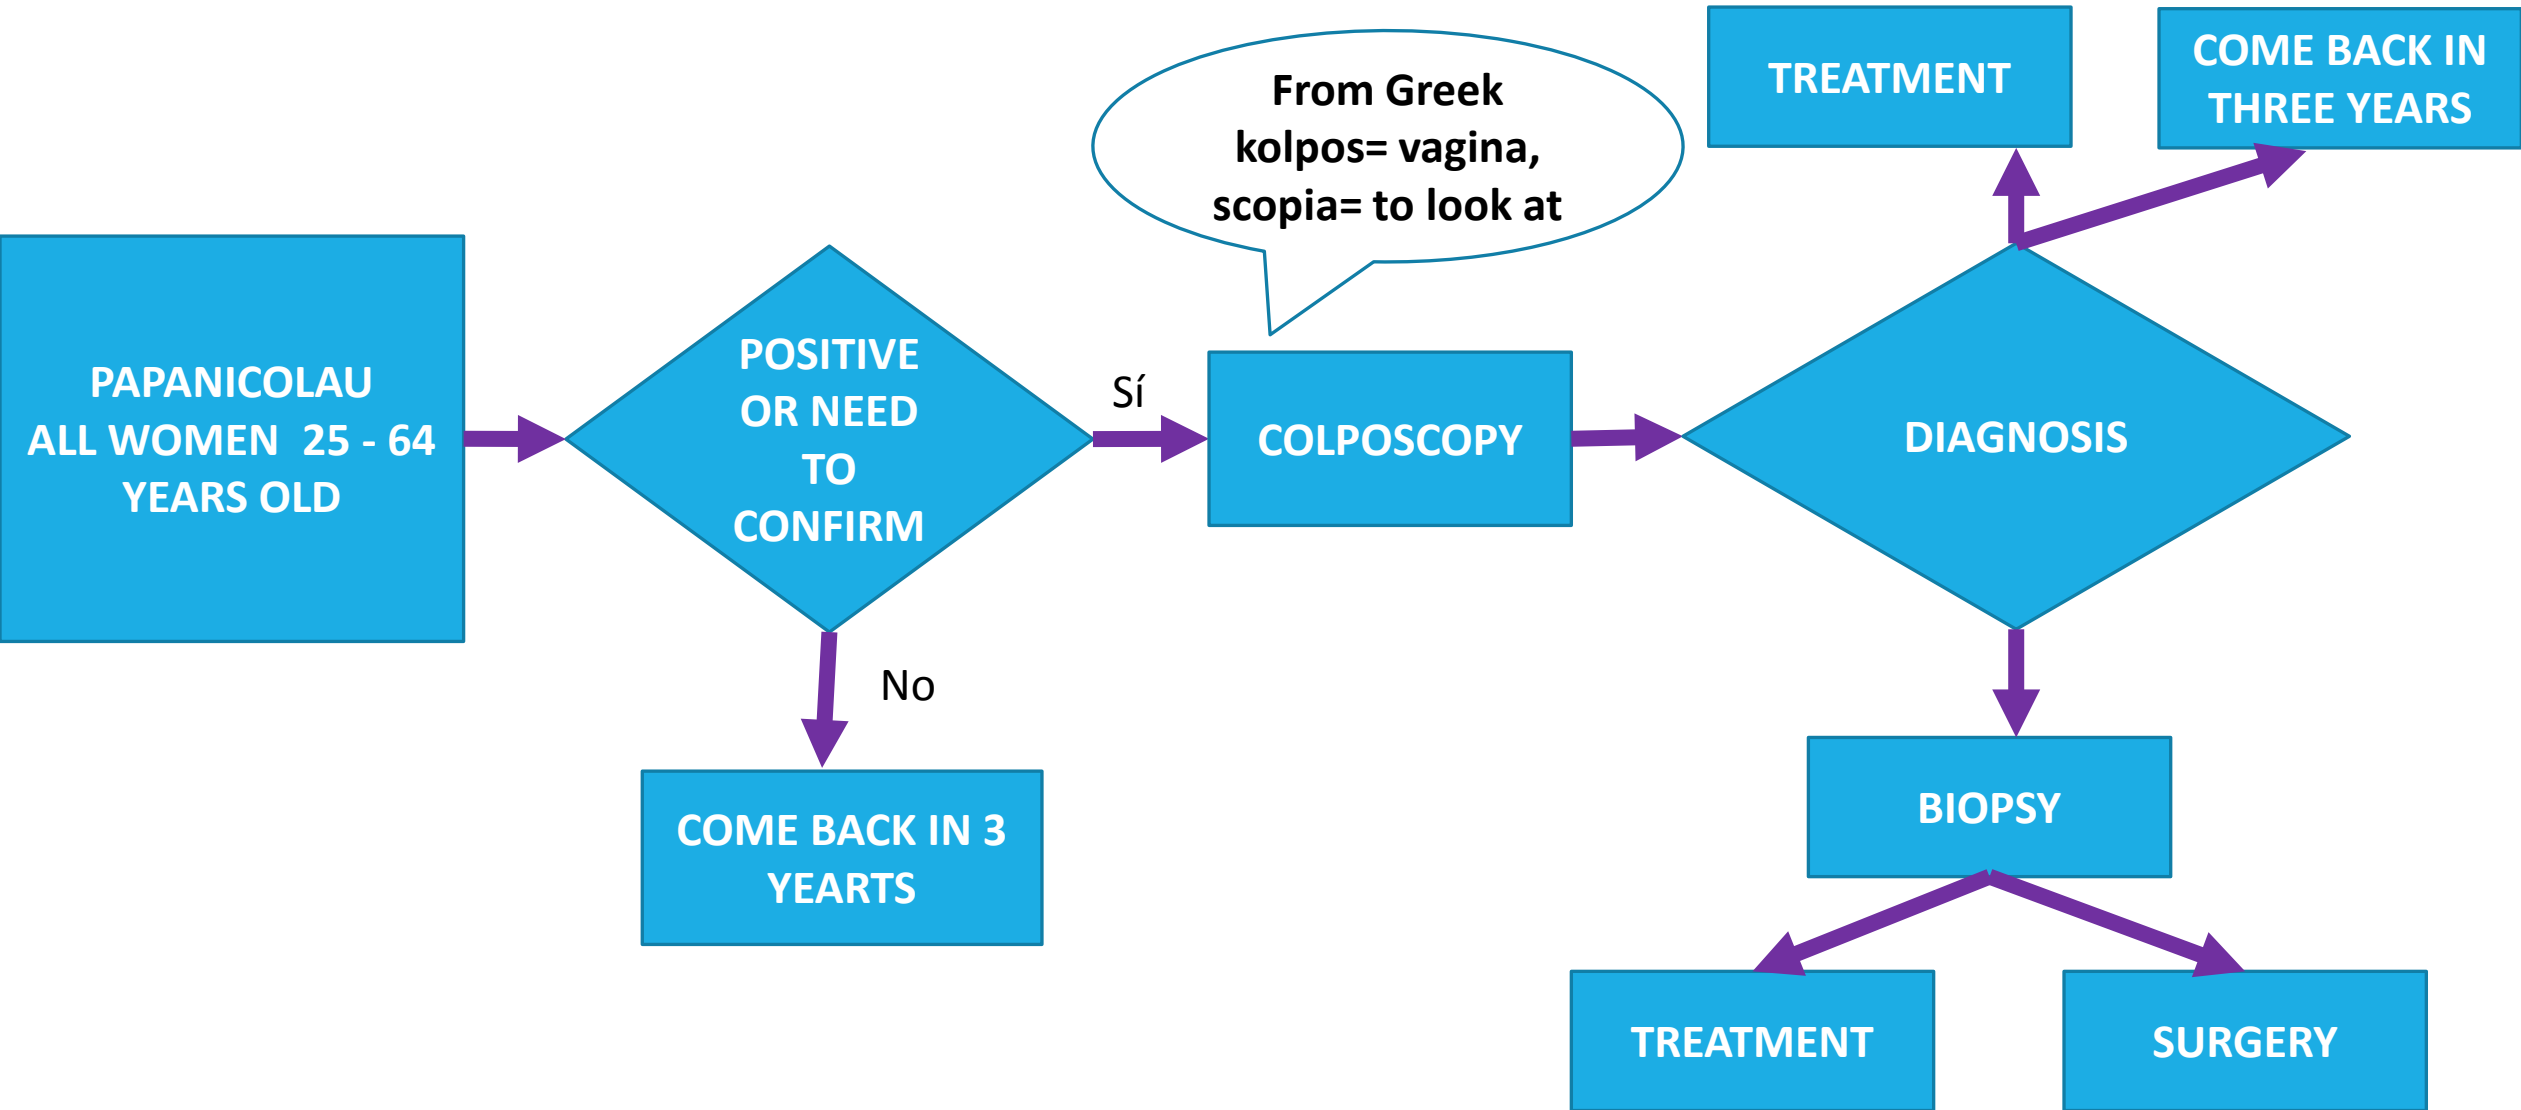 PAPANICOLAU
ALL WOMEN 25 - 64
YEARS OLD
POSITIVE
OR NEED
TO
CONFIRM
No
COME BACK IN 3
YEARTS
Sí
From Greek
kolpos= vagina,
scopia= to look at
COLPOSCOPY
DIAGNOSIS
TREATMENT
COME BACK IN
THREE YEARS
BIOPSY
TREATMENT
SURGERY